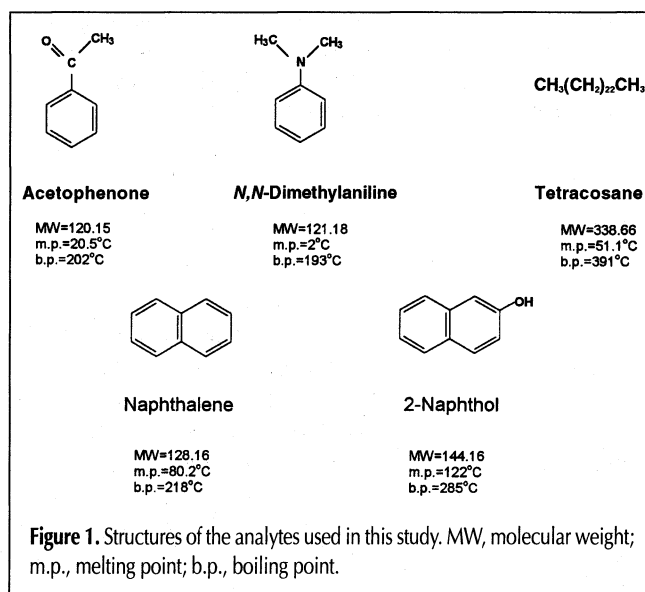 O CH₃
C
H₃C CH₃
N
CH₃(CH₂)₂₂CH₃
Acetophenone
MW=120.15
m.p.=20.5°C
b.p.=202°C
N,N-Dimethylaniline
MW=121.18
m.p.=2°C
b.p.=193°C
Tetracosane
MW=338.66
m.p.=51.1°C
b.p.=391°C
OH
Naphthalene
MW=128.16
m.p.=80.2°C
b.p.=218°C
2-Naphthol
MW=144.16
m.p.=122°C
b.p.=285°C
Figure 1. Structures of the analytes used in this study. MW, molecular weight;
m.p., melting point; b.p., boiling point.